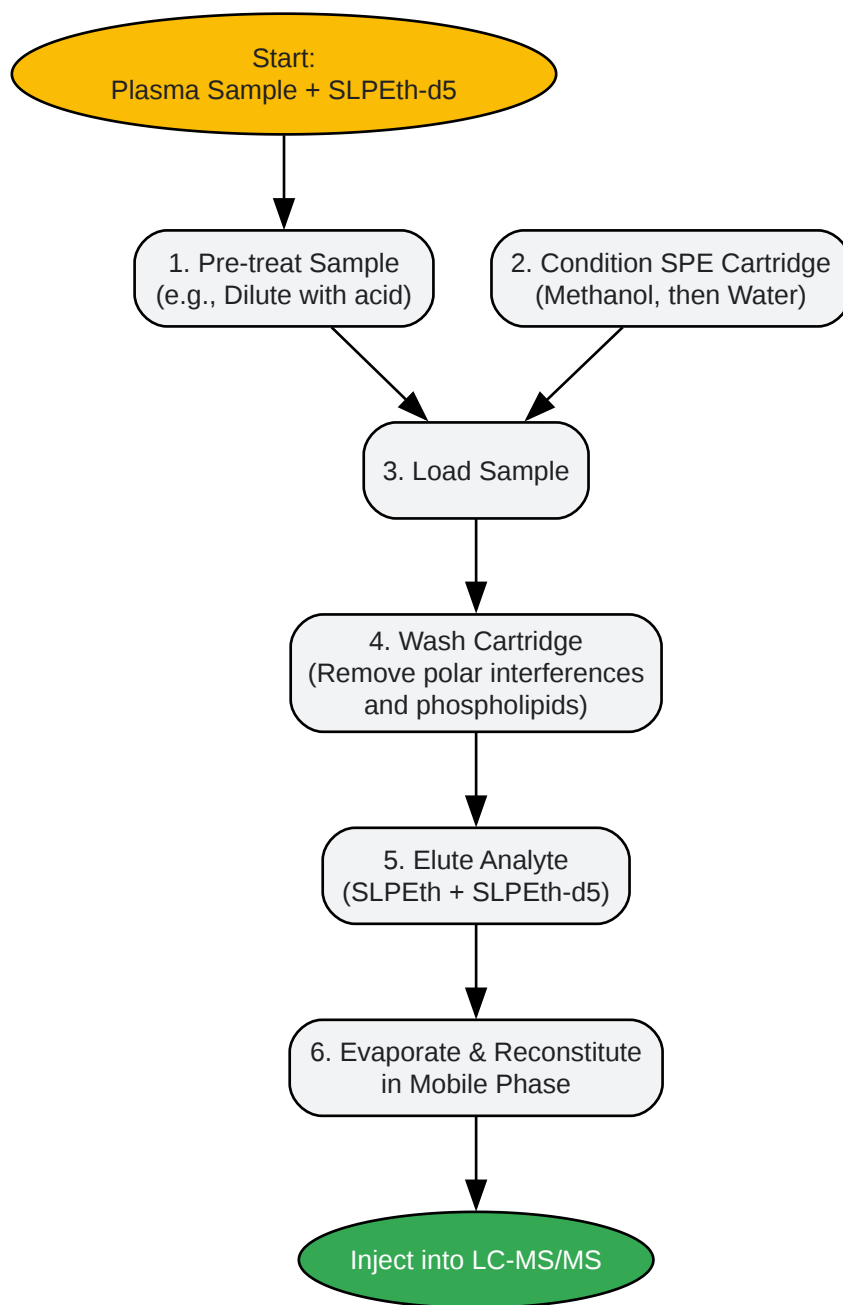 Start:
Plasma Sample + SLPEth-d5
1. Pre-treat Sample
(e.g., Dilute with acid)
2. Condition SPE Cartridge
(Methanol, then Water)
3. Load Sample
4. Wash Cartridge
(Remove polar interferences
and phospholipids)
5. Elute Analyte
(SLPEth + SLPEth-d5)
6. Evaporate & Reconstitute
in Mobile Phase
Inject into LC-MS/MS